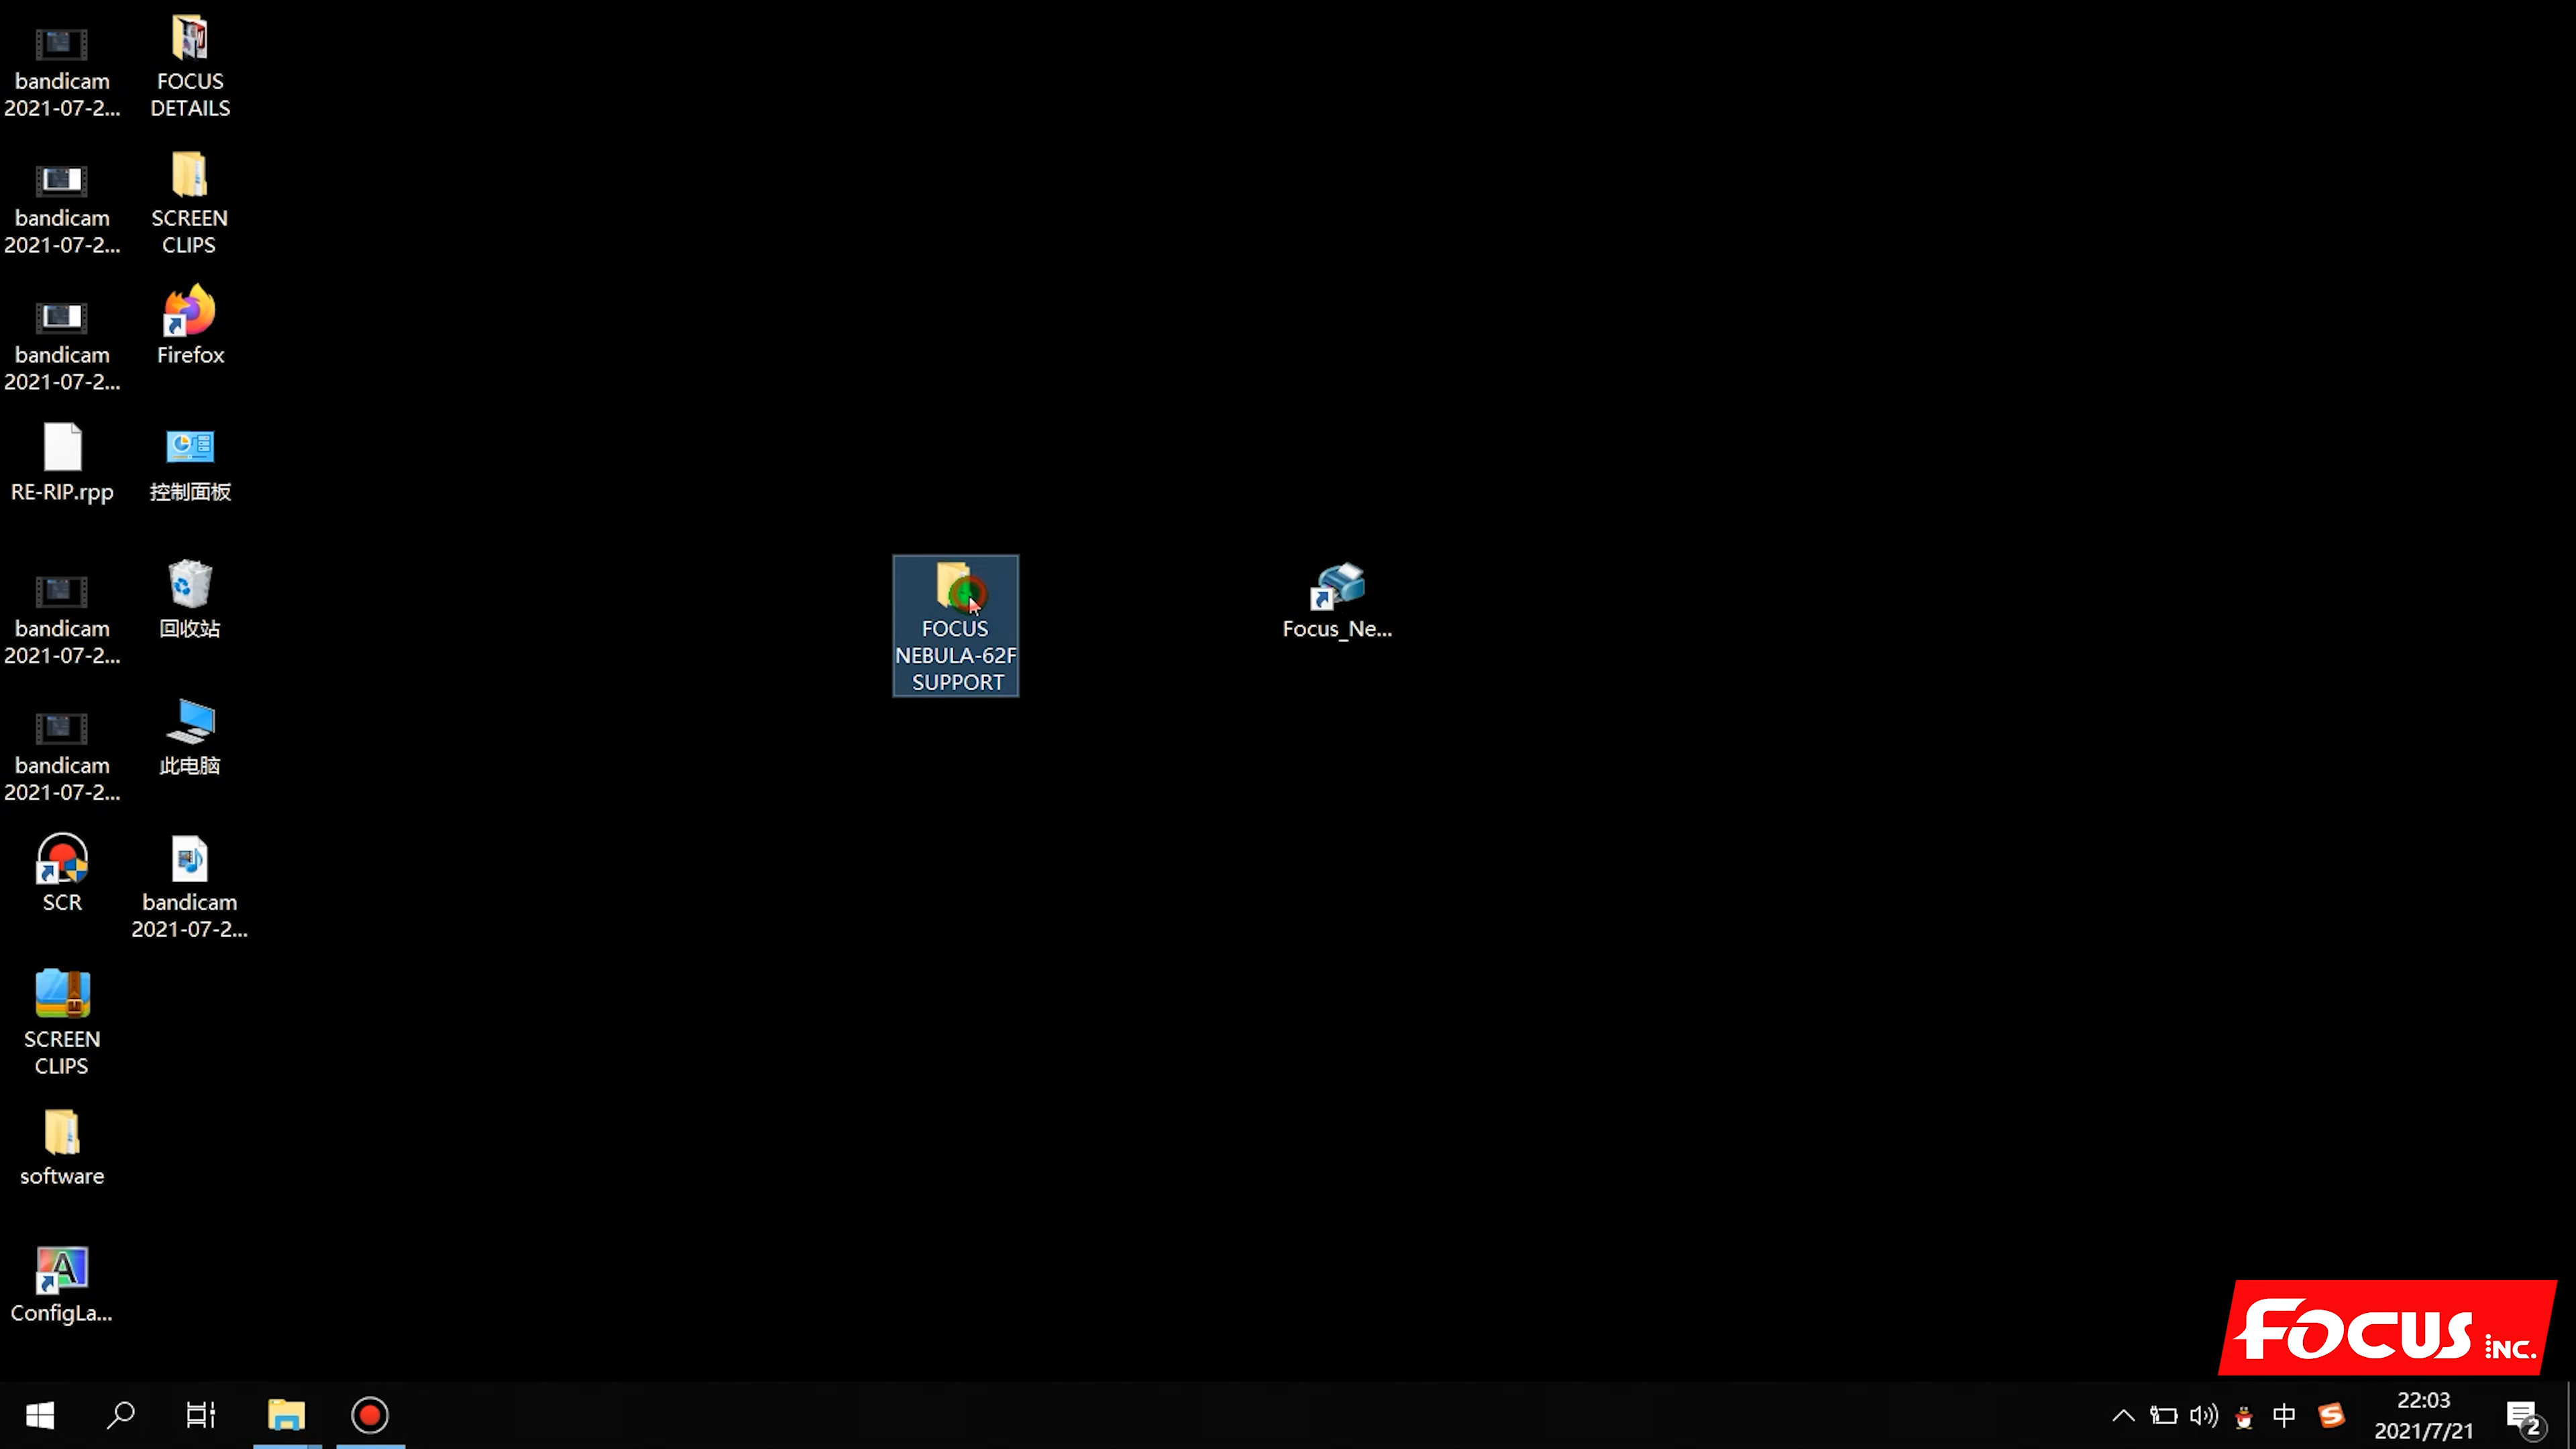 bandicam
2021-07-2...
FOCUS
DETAILS
bandicam
2021-07-2...
SCREEN
CLIPS
bandicam
2021-07-2...
Firefox
RE-RIP.rpp
控制面板
bandicam
2021-07-2...
回收站
bandicam
2021-07-2...
此电脑
SCR
bandicam
2021-07-2...
SCREEN
CLIPS
software
ConfigLa...
FOCUS
NEBULA-62F
SUPPORT
Focus_Ne...
FOCUS INC.
中
22:03
2021/7/21
2